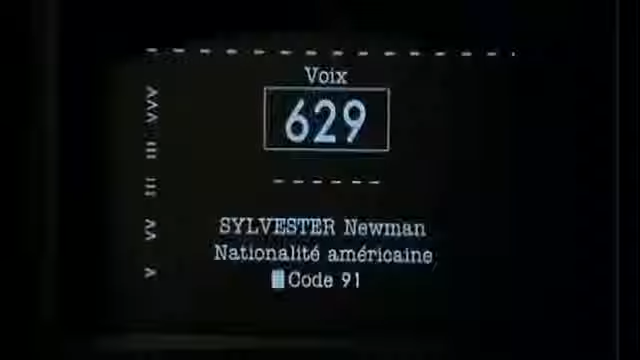 Voix
629
SYLVESTER Newman
Nationalité américaine
Code 91